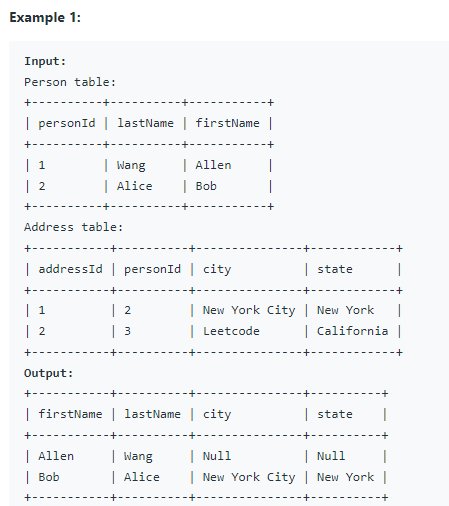 Example 1:
Input:
Person table:
+----------+----------+-----------+
| personId | lastName | firstName |
+----------+----------+-----------+
| 1        | Wang     | Allen     |
| 2        | Alice    | Bob       |
+----------+----------+-----------+
Address table:
+-----------+----------+---------------+------------+
| addressId | personId | city          | state      |
+-----------+----------+---------------+------------+
| 1         | 2        | New York City | New York   |
| 2         | 3        | Leetcode      | California |
+-----------+----------+---------------+------------+
Output:
+-----------+----------+---------------+----------+
| firstName | lastName | city          | state    |
+-----------+----------+---------------+----------+
| Allen     | Wang     | Null          | Null     |
| Bob       | Alice    | New York City | New York |
+-----------+----------+---------------+----------+